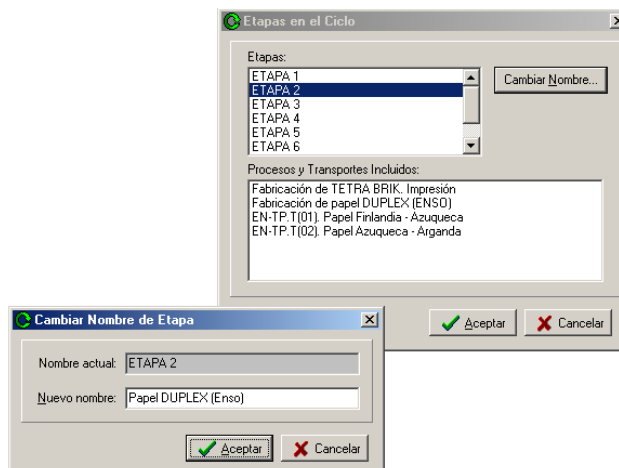 Etapas en el Ciclo
Etapas:
ETAPA 1
ETAPA 2
ETAPA 3
ETAPA 4
ETAPA 5
ETAPA 6
Cambiar Nombre...
Procesos y Transportes Incluidos:
Fabricación de TETRA BRIK. Impresión
Fabricación de papel DUPLEX (ENSO)
EN-TP.T(01). Papel Finlandia - Azuqueca
EN-TP.T(02). Papel Azuqueca - Arganda
Aceptar
Cancelar
Cambiar Nombre de Etapa
Nombre actual: ETAPA 2
Nuevo nombre: Papel DUPLEX (Enso)
Aceptar
Cancelar